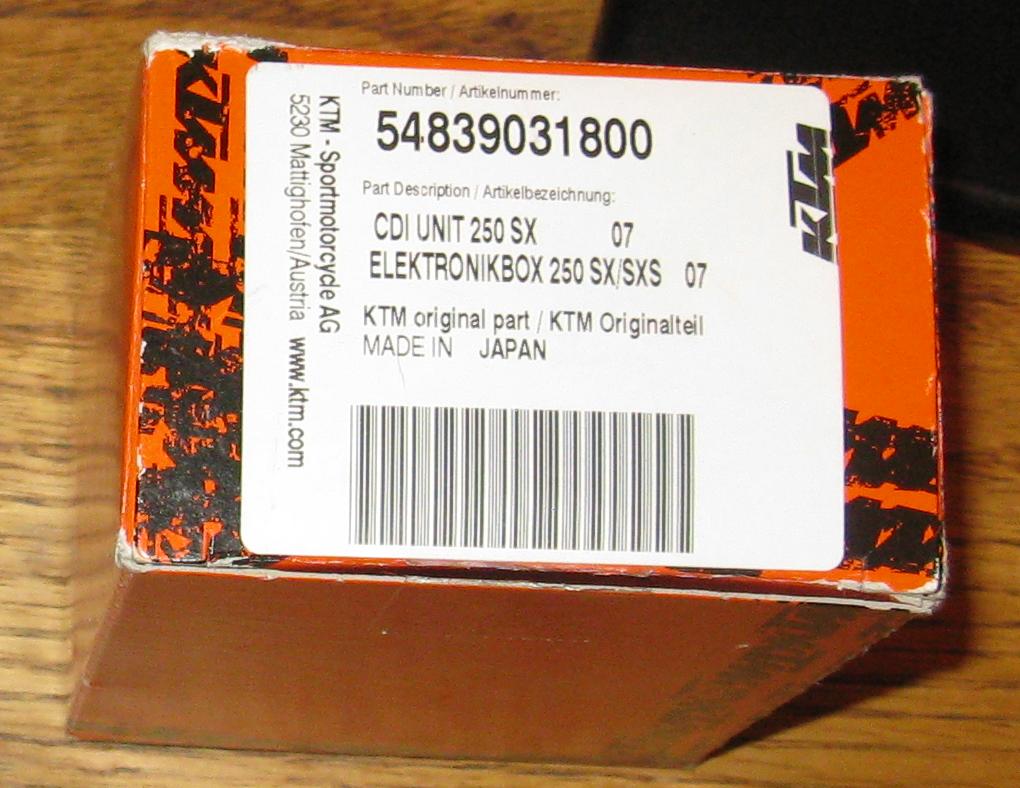 Part Number / Artikelnummer:
54839031800
Part Description / Artikelbezeichnung:
CDI UNIT 250 SX 07
ELEKTRONIKBOX 250 SX/SXS 07
KTM original part / KTM Originalteil
MADE IN JAPAN
KTM - Sportmotorcycle AG
5230 Mattighofen/Austria www.ktm.com
KTM
KTM